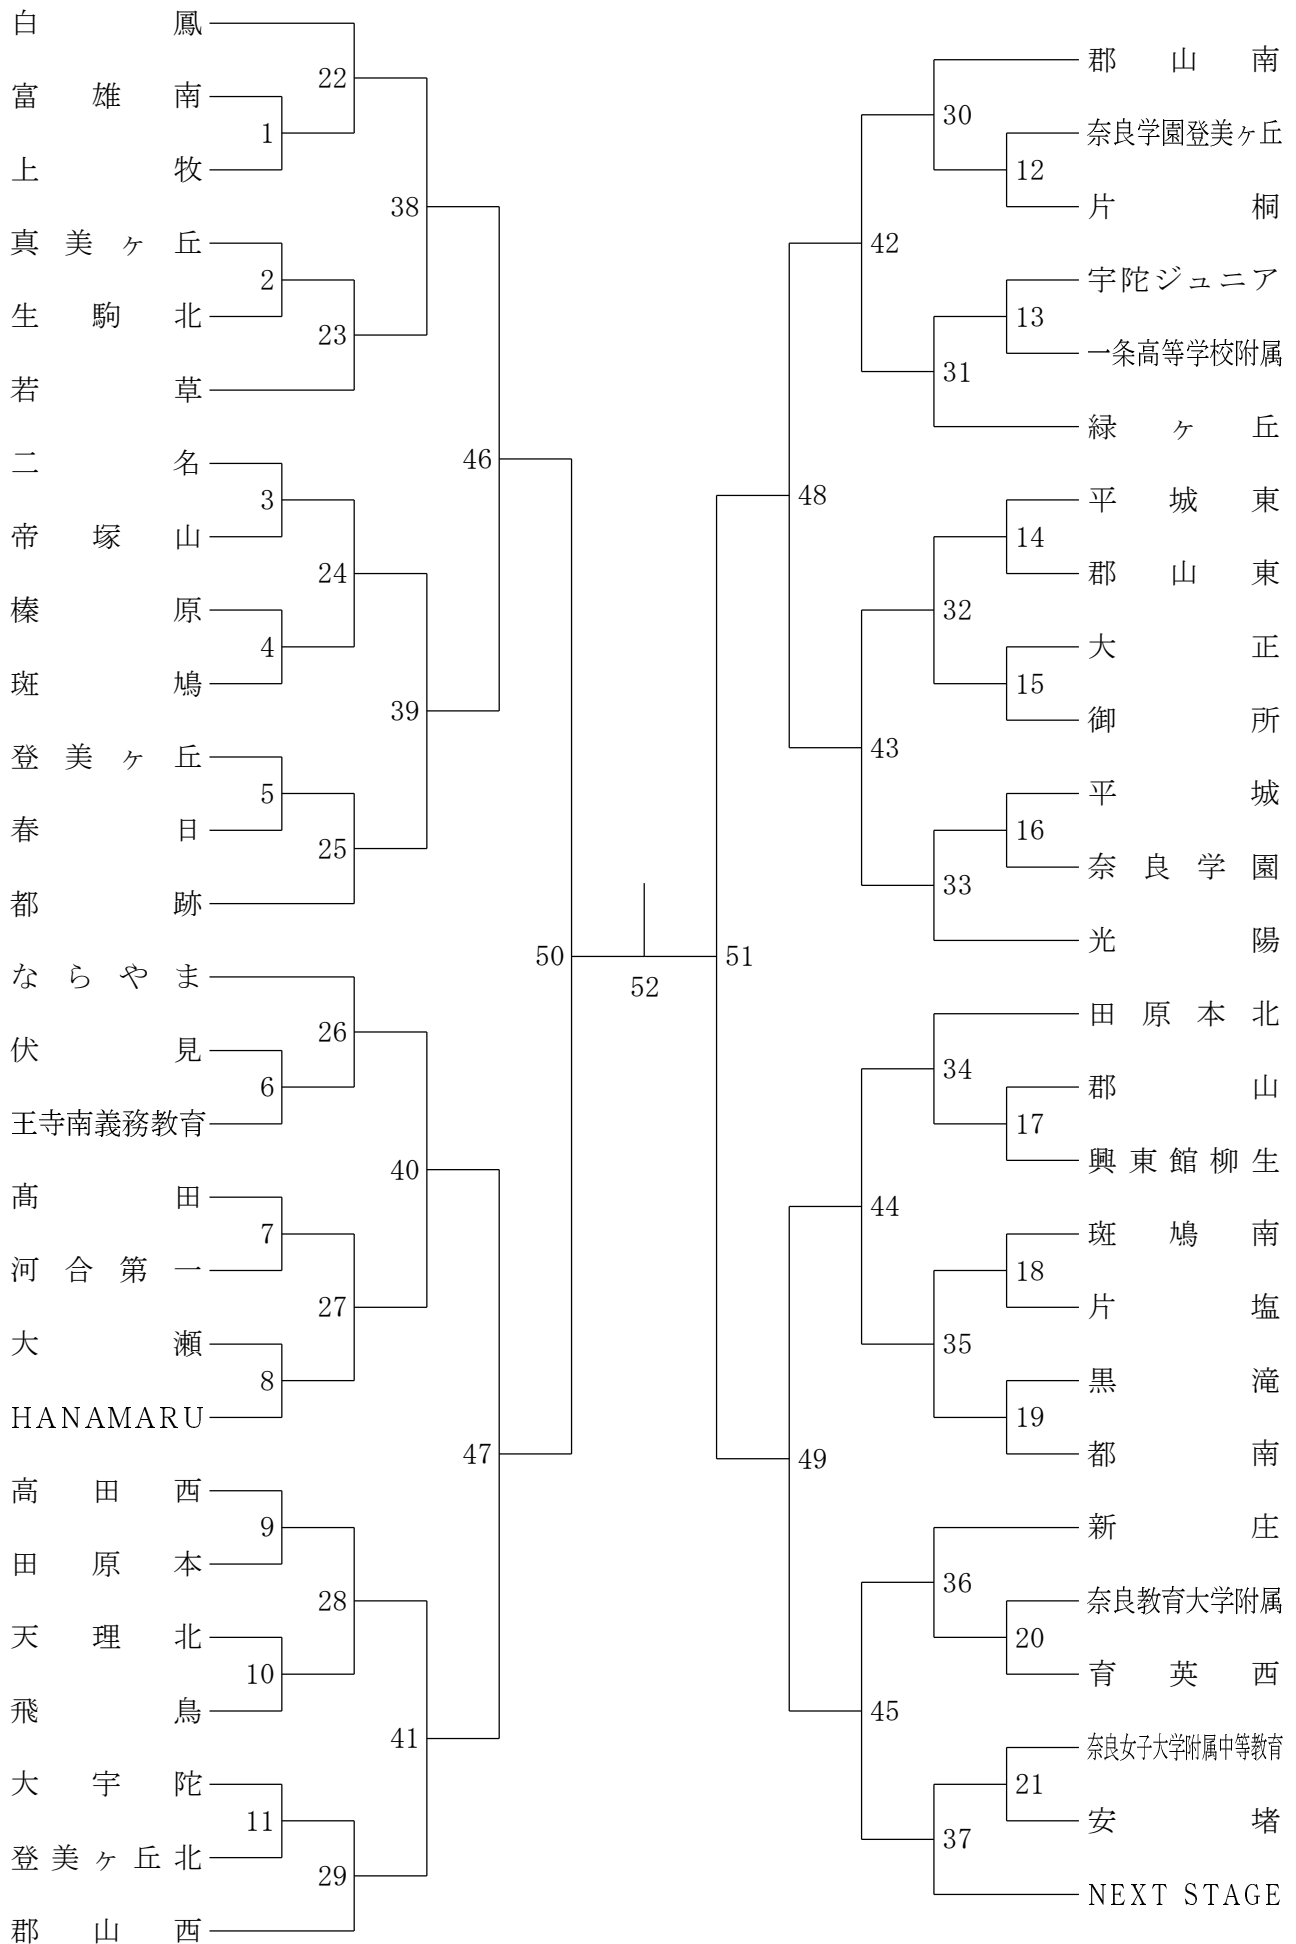 白鳳
富雄南
上牧
真美ヶ丘
生駒北
若草
二名
帝塚山
榛原
斑鳩
登美ヶ丘
春日
都跡
ならやま
伏見
王寺南義務教育
髙田
河合第一
大瀬
HANAMARU
高田西
田原本
天理北
飛鳥
大宇陀
登美ヶ丘北
郡山西
22
1
38
2
23
46
3
24
4
39
5
25
26
6
40
7
27
8
47
9
28
10
41
11
29
50
52
51
30
12
42
13
31
48
14
32
15
43
16
33
34
17
44
18
35
19
49
36
20
45
21
37
郡山南
奈良学園登美ヶ丘
片桐
宇陀ジュニア
一条高等学校附属
緑ヶ丘
平城東
郡山東
大正
御所
平城
奈良学園
光陽
田原本北
郡山
興東館柳生
斑鳩南
片塩
黒滝
都南
新庄
奈良教育大学附属
育英西
奈良女子大学附属中等教育
安堵
NEXT STAGE